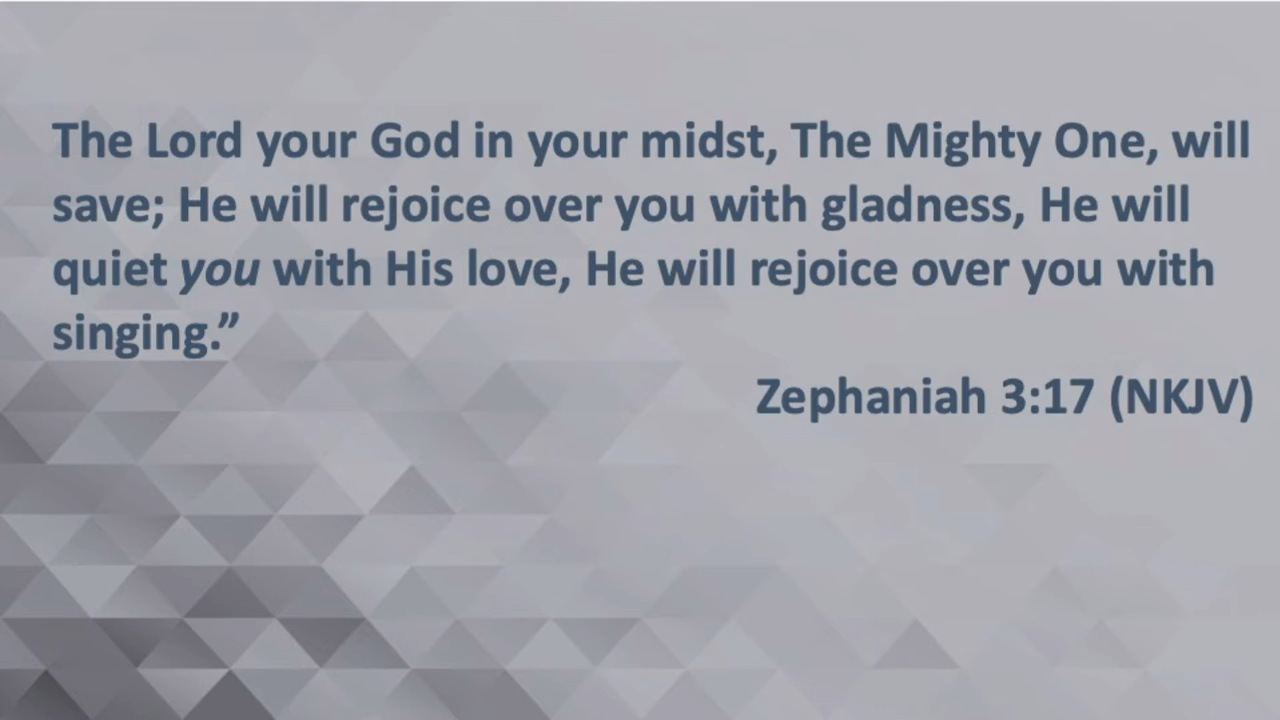 The Lord your God in your midst, The Mighty One, will
save; He will rejoice over you with gladness, He will
quiet you with His love, He will rejoice over you with
singing.”
Zephaniah 3:17 (NKJV)